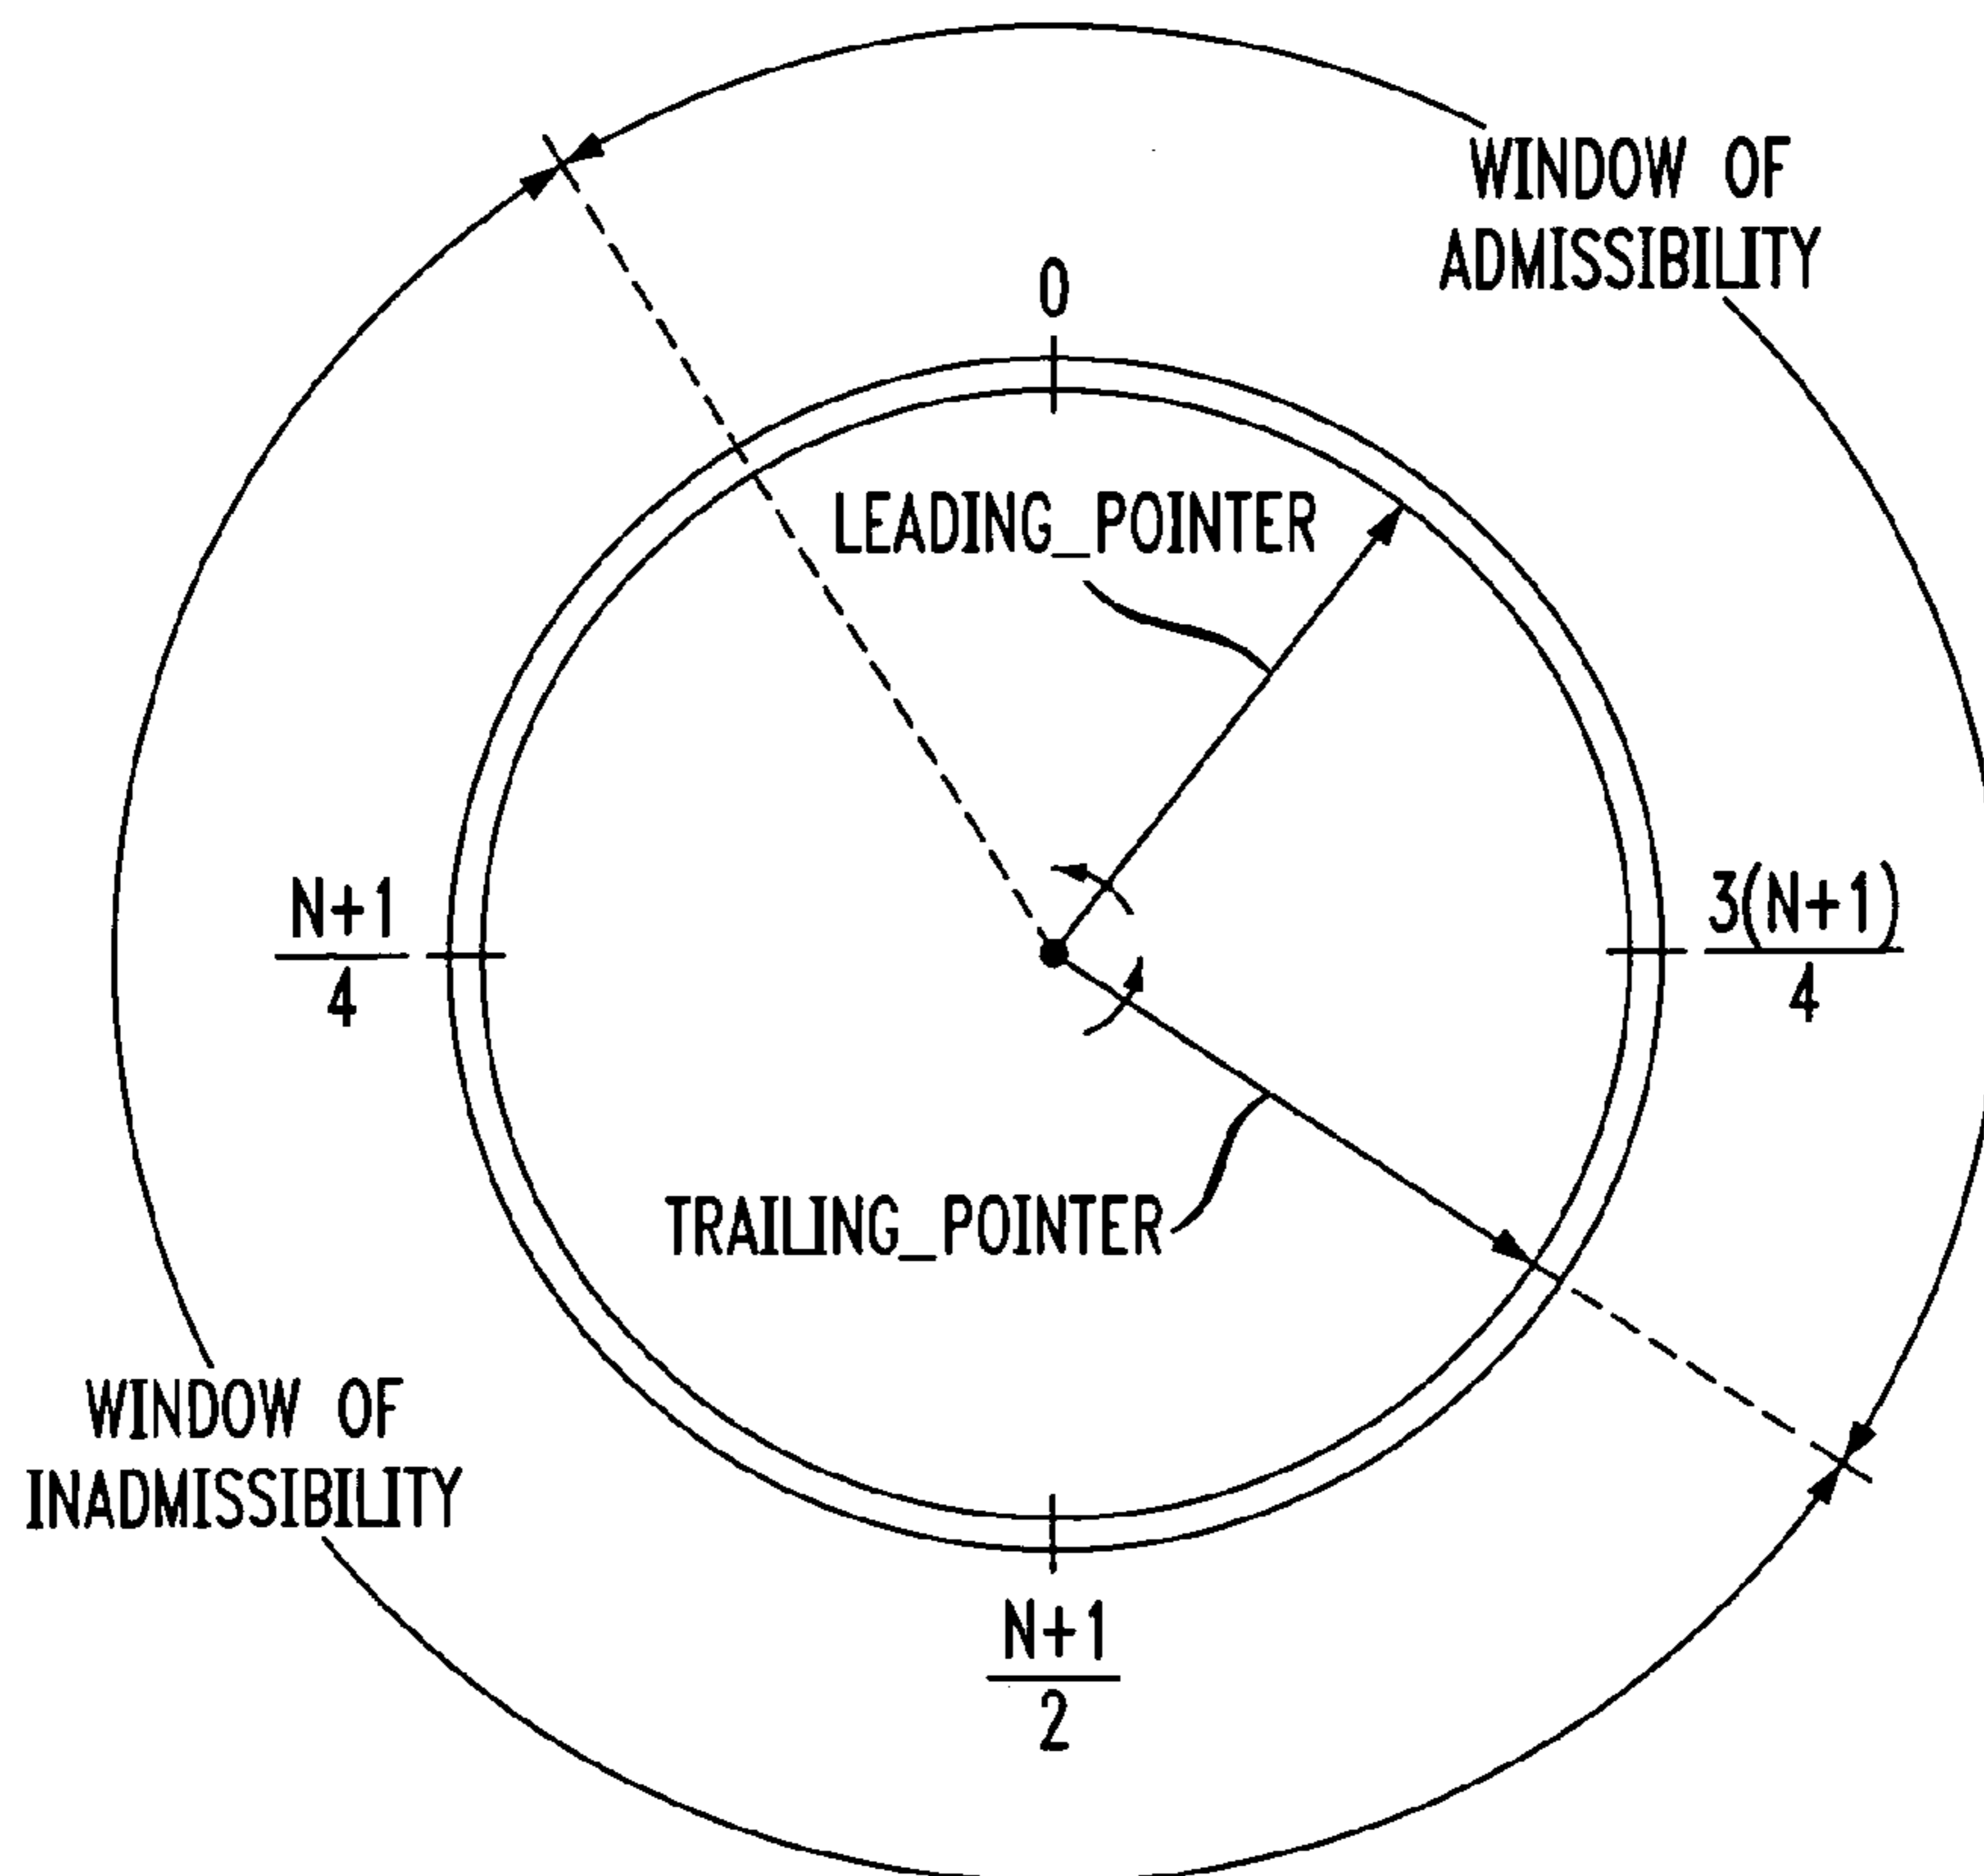 WINDOW OF
ADMISSIBILITY
0
LEADING_POINTER
N+1
4
3(N+1)
4
TRAILING_POINTER
WINDOW OF
INADMISSIBILITY
N+1
2